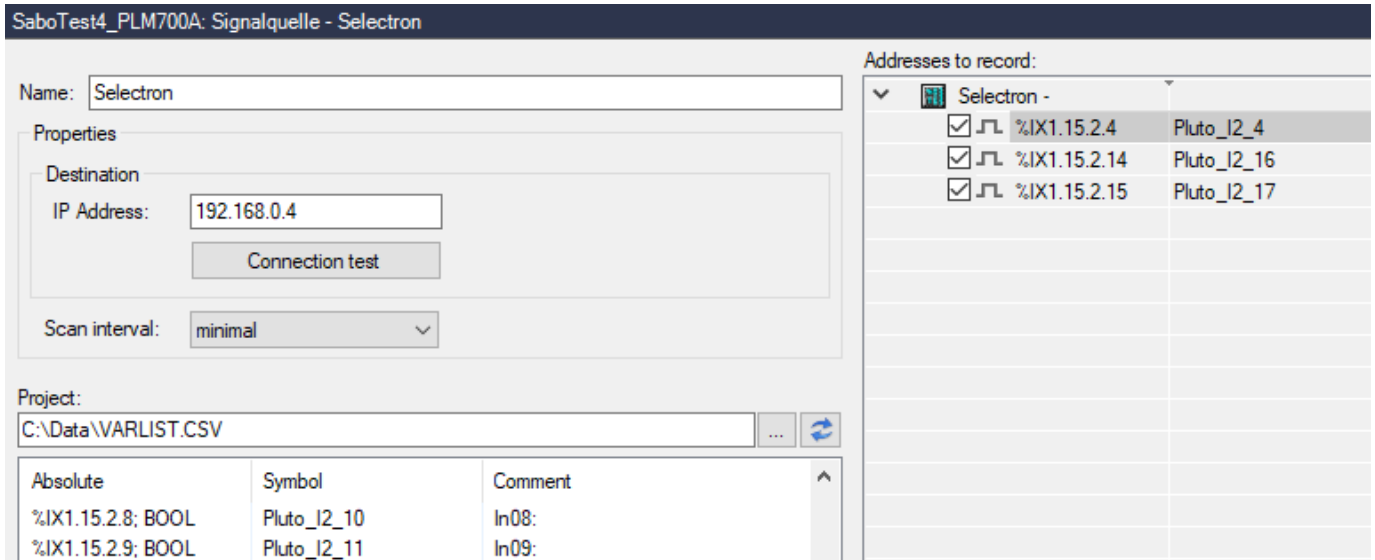 SaboTest4_PLM700A: Signalquelle - Selectron
Name: Selectron
Properties
Destination
IP Address: 192.168.0.4
Connection test
Scan interval: minimal
Project:
C:\Data\VARLIST.CSV ...
Absolute Symbol Comment
%IX1.15.2.8; BOOL Pluto_I2_10 In08:
%IX1.15.2.9; BOOL Pluto_I2_11 In09:
Addresses to record:
Selectron -
%IX1.15.2.4 Pluto_I2_4
%IX1.15.2.14 Pluto_I2_16
%IX1.15.2.15 Pluto_I2_17